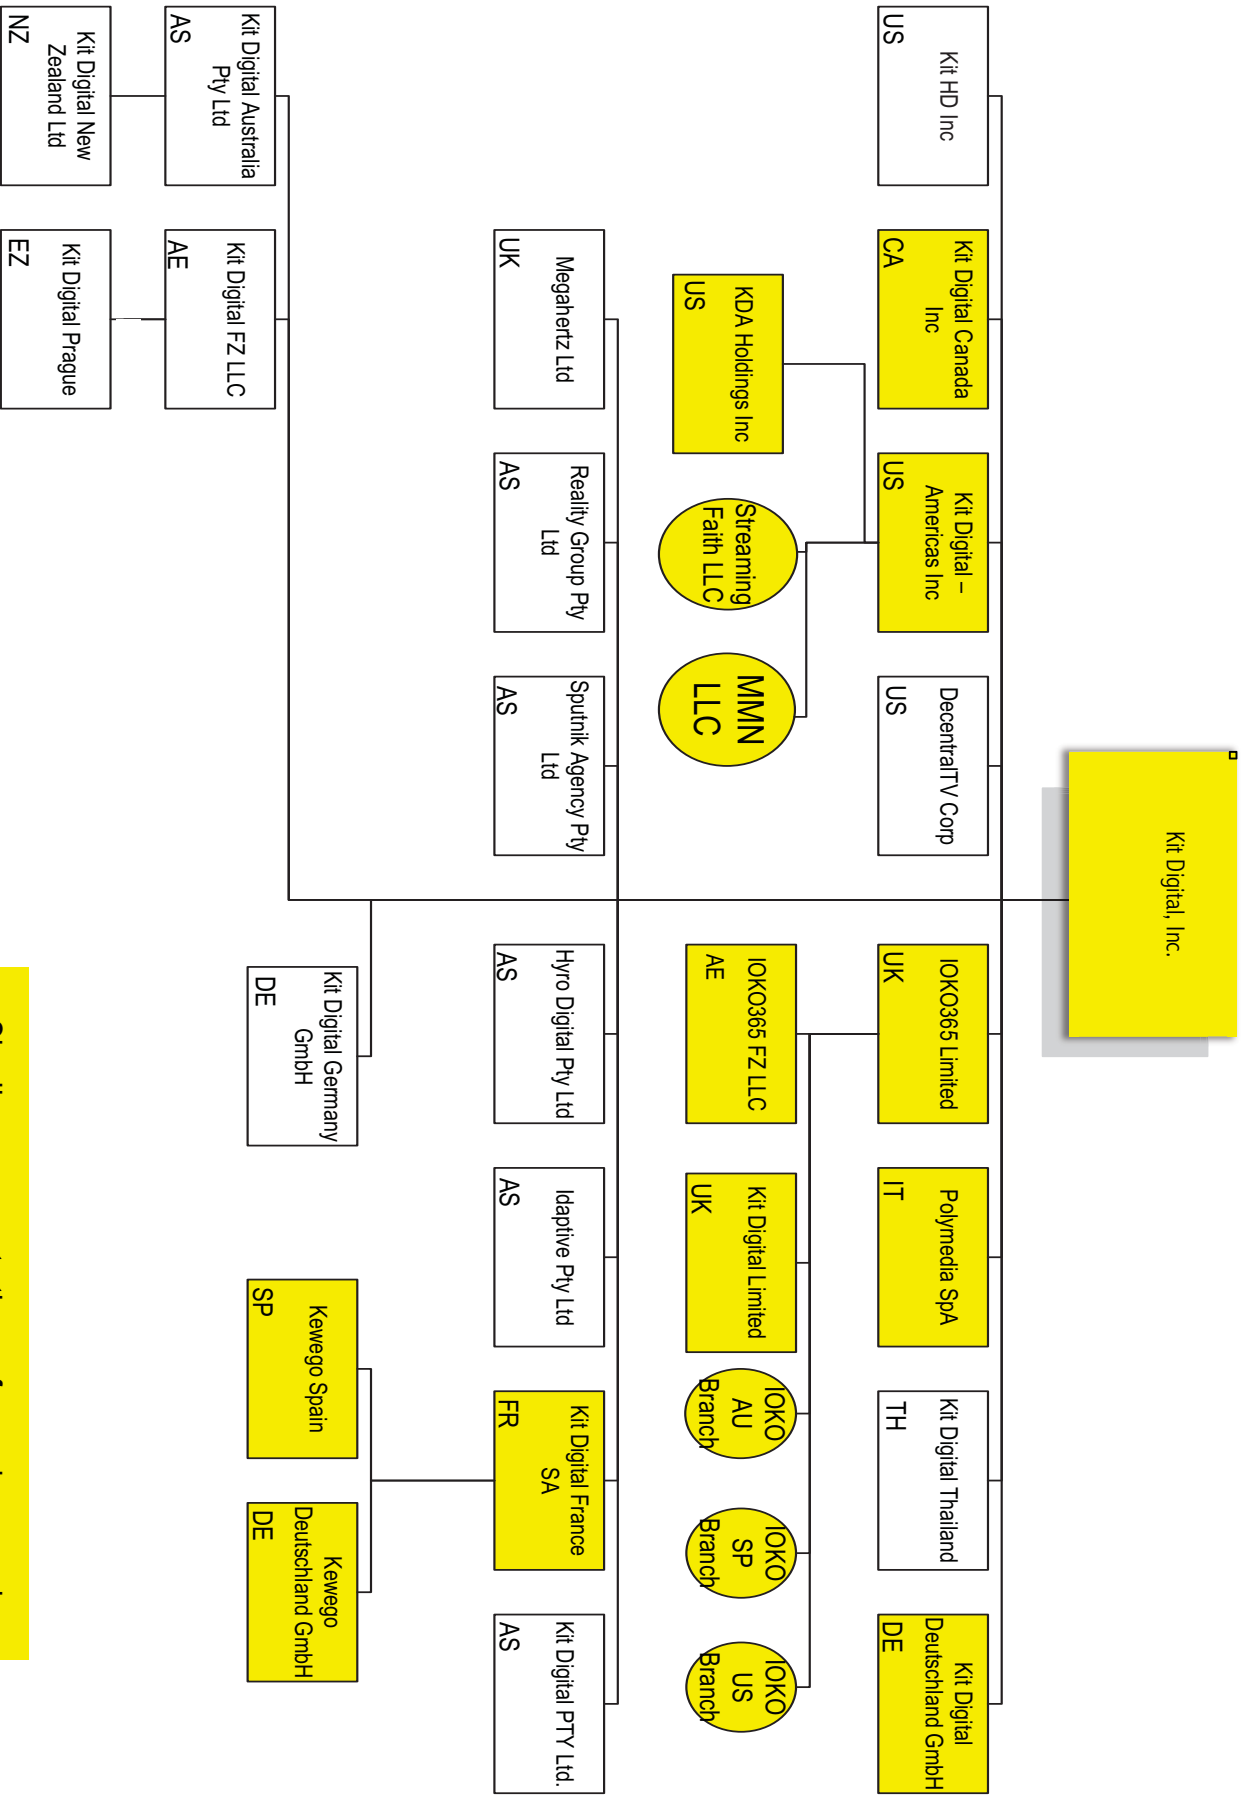 Kit Digital, Inc.
Kit HD Inc
US
Kit Digital Canada
Inc
CA
Kit Digital –
Americas Inc
US
DecentralTV Corp
US
IOKO365 Limited
UK
Polymedia SpA
IT
Kit Digital Thailand
TH
Kit Digital
Deutschland GmbH
DE
KDA Holdings Inc
US
Streaming
Faith LLC
MMN
LLC
IOKO365 FZ LLC
AE
Kit Digital Limited
UK
IOKO
AU
Branch
IOKO
SP
Branch
IOKO
US
Branch
Megahertz Ltd
UK
Reality Group Pty
Ltd
AS
Sputnik Agency Pty
Ltd
AS
Hyro Digital Pty Ltd
AS
Idaptive Pty Ltd
AS
Kit Digital France
SA
FR
Kit Digital PTY Ltd.
AS
Kit Digital Germany
GmbH
DE
Kewego Spain
SP
Kewego
Deutschland GmbH
DE
Kit Digital Australia
Pty Ltd
AS
Kit Digital FZ LLC
AE
Kit Digital New
Zealand Ltd
NZ
Kit Digital Prague
EZ